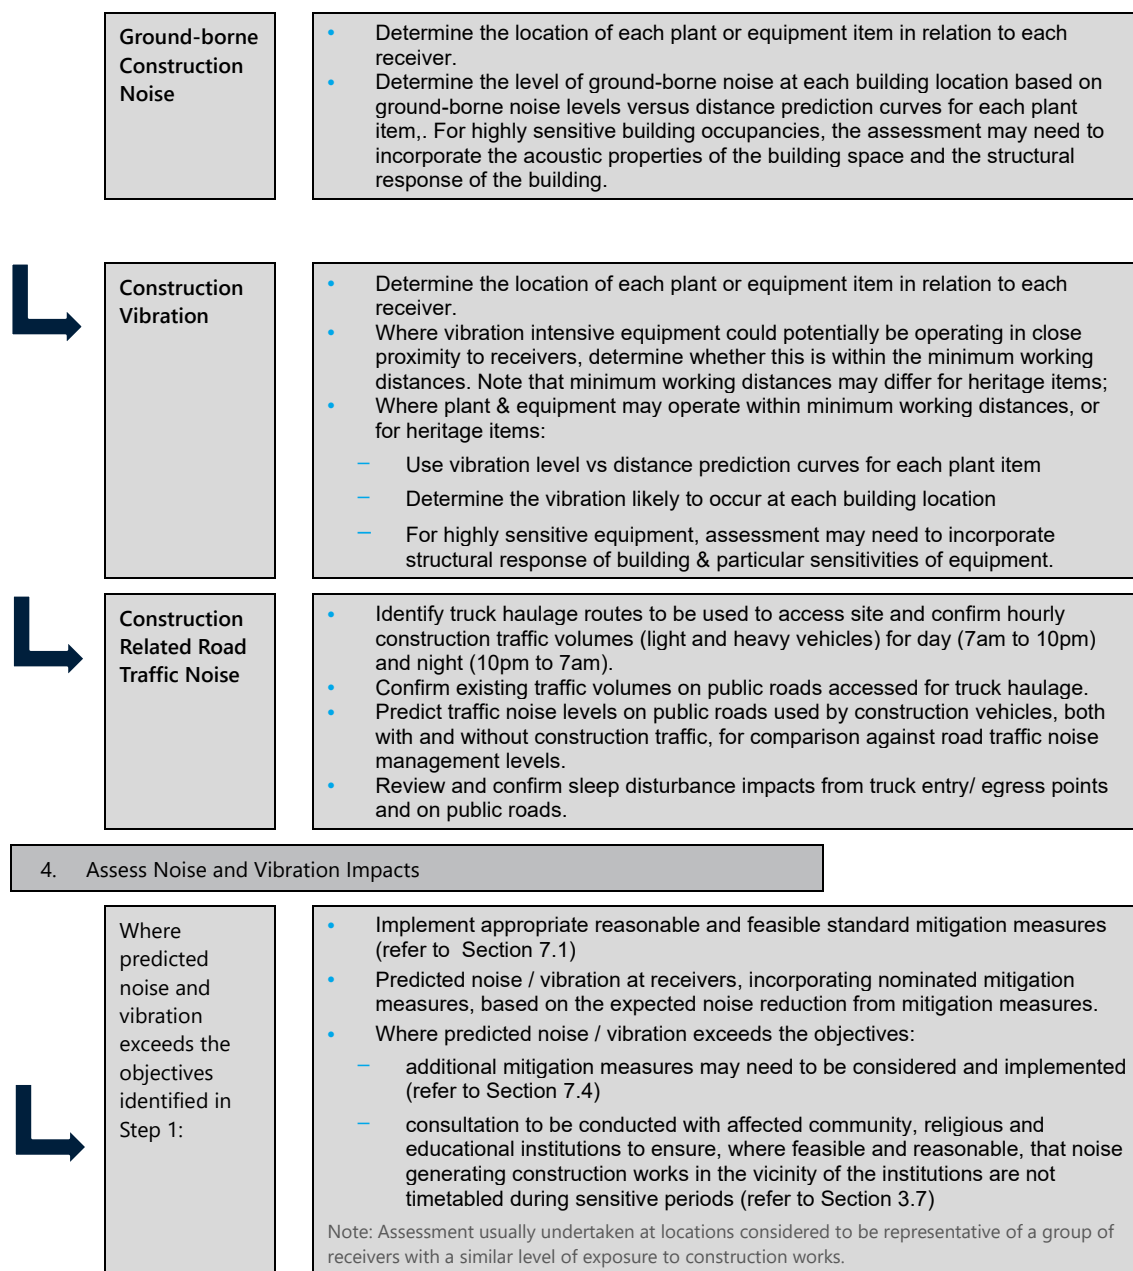 Ground-borne
Construction
Noise
• Determine the location of each plant or equipment item in relation to each
receiver.
• Determine the level of ground-borne noise at each building location based on
ground-borne noise levels versus distance prediction curves for each plant
item,. For highly sensitive building occupancies, the assessment may need to
incorporate the acoustic properties of the building space and the structural
response of the building.
Construction
Vibration
• Determine the location of each plant or equipment item in relation to each
receiver.
• Where vibration intensive equipment could potentially be operating in close
proximity to receivers, determine whether this is within the minimum working
distances. Note that minimum working distances may differ for heritage items;
• Where plant & equipment may operate within minimum working distances, or
for heritage items:
– Use vibration level vs distance prediction curves for each plant item
– Determine the vibration likely to occur at each building location
– For highly sensitive equipment, assessment may need to incorporate
structural response of building & particular sensitivities of equipment.
Construction
Related Road
Traffic Noise
• Identify truck haulage routes to be used to access site and confirm hourly
construction traffic volumes (light and heavy vehicles) for day (7am to 10pm)
and night (10pm to 7am).
• Confirm existing traffic volumes on public roads accessed for truck haulage.
• Predict traffic noise levels on public roads used by construction vehicles, both
with and without construction traffic, for comparison against road traffic noise
management levels.
• Review and confirm sleep disturbance impacts from truck entry/ egress points
and on public roads.
4. Assess Noise and Vibration Impacts
Where
predicted
noise and
vibration
exceeds the
objectives
identified in
Step 1:
• Implement appropriate reasonable and feasible standard mitigation measures
(refer to Section 7.1)
• Predicted noise / vibration at receivers, incorporating nominated mitigation
measures, based on the expected noise reduction from mitigation measures.
• Where predicted noise / vibration exceeds the objectives:
– additional mitigation measures may need to be considered and implemented
(refer to Section 7.4)
– consultation to be conducted with affected community, religious and
educational institutions to ensure, where feasible and reasonable, that noise
generating construction works in the vicinity of the institutions are not
timetabled during sensitive periods (refer to Section 3.7)
Note: Assessment usually undertaken at locations considered to be representative of a group of
receivers with a similar level of exposure to construction works.